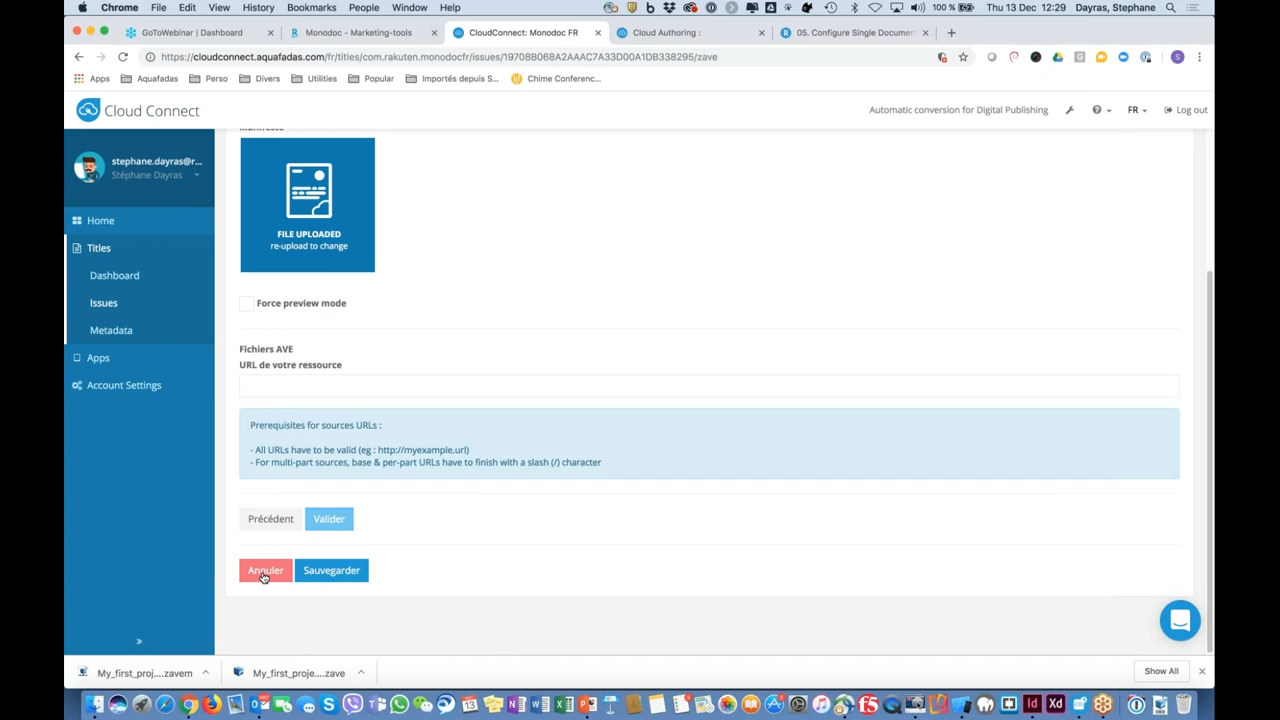 Chrome File Edit View History Bookmarks People Window Help 100 % Thu 13 Dec 12:29 Dayras, Stephane
GoToWebinar | Dashboard Monodoc - Marketing-tools CloudConnect: Monodoc FR Cloud Authoring : 05. Configure Single Documen
https://cloudconnect.aquafadas.com/fr/titles/com.rakuten.monodocfr/issues/19708B068A2AAAC7A33D00A1DB338295/zave
Apps Aquafadas Perso Divers Utilities Popular Importés depuis S... Chime Conferenc...
Cloud Connect
Automatic conversion for Digital Publishing FR Log out
stephane.dayras@r...
Stéphane Dayras
Home
Titles
Dashboard
Issues
Metadata
Apps
Account Settings
»
FILE UPLOADED
re-upload to change
Force preview mode
Fichiers AVE
URL de votre ressource
Prerequisites for sources URLs :
- All URLs have to be valid (eg : http://myexample.url)
- For multi-part sources, base & per-part URLs have to finish with a slash (/) character
Précédent Valider
Annuler Sauvegarder
My_first_proj....zavem My_first_proje....zave Show All